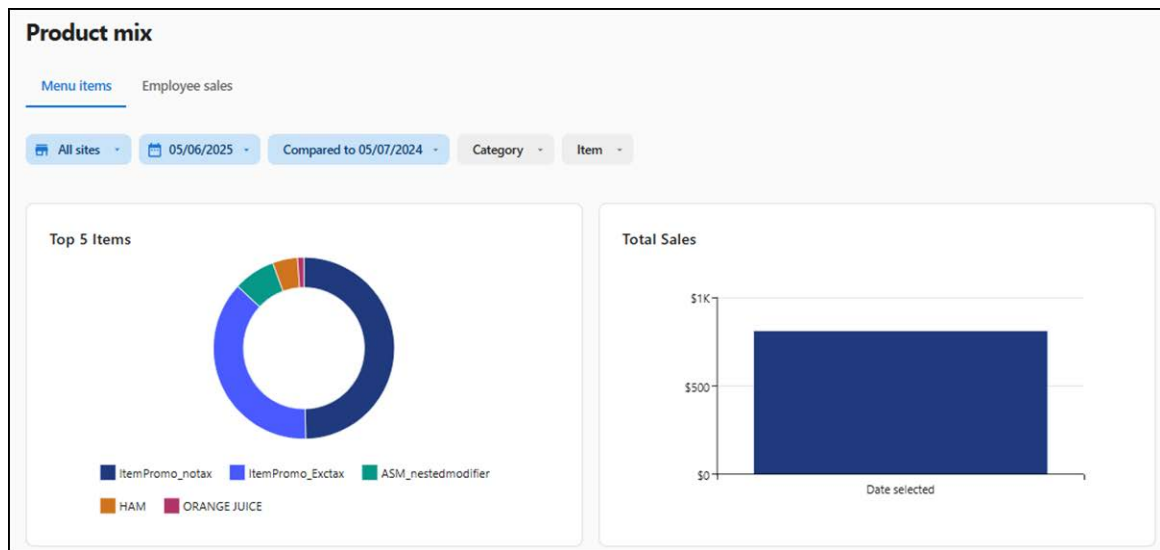 Product mix
Menu items Employee sales
All sites 05/06/2025 Compared to 05/07/2024 Category Item
Top 5 Items
ItemPromo_notax ItemPromo_Exctax ASM_nestedmodifier
HAM ORANGE JUICE
Total Sales
$1K
$500
$0
Date selected